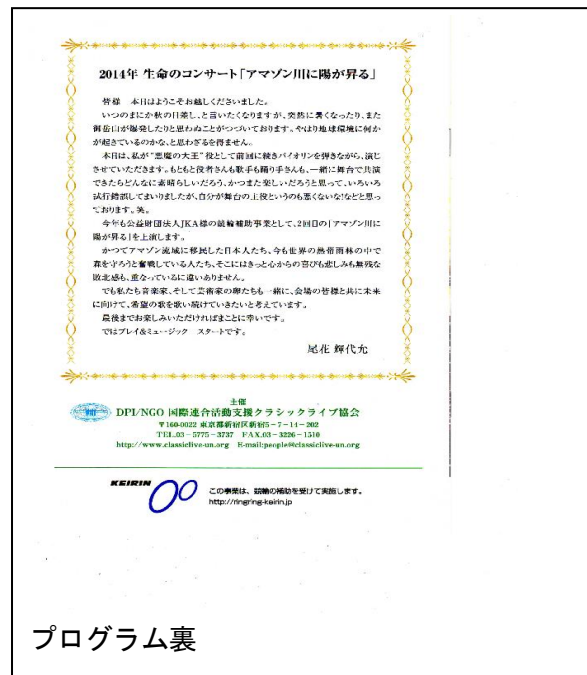 2014年 生命のコンサート「アマゾン川に陽が昇る」
皆様　本日はようこそお越しくださいました。
いつのまにか秋の日差し、と言いたくなりますが、突然に暑くなったり、また
御岳山が爆発したりと思わぬことがつづいております。やはり地球環境に何か
が起きているのかな、と思わざるを得ません。
本日は、私が“悪魔の大王”役として前回に続きバイオリンを弾きながら、演じ
させていただきます。もともと役者さんも歌手も踊り手さんも、一緒に舞台で共演
できたらどんなに素晴らしいだろう、かつまた楽しいだろうと思って、いろいろ
試行錯誤してまいりましたが、自分が舞台の主役というのも悪くないな!などと思っ
ております。笑。
今年も公益財団法人JKA様の競輪補助事業として、2回目の「アマゾン川に
陽が昇る」を上演します。
かつてアマゾン流域に移民した日本人たち、今も世界の熱帯雨林の中で
森を守ろうと奮戦している人たち、そこにはきっと心からの喜びも悲しみも無残な
敗北感も、重なっているに違いありません。
でも私たち音楽家、そして芸術家の卵たちも一緒に、会場の皆様と共に未来
に向けて、希望の歌を歌い続けていきたいと考えています。
最後までお楽しみいただければまことに幸いです。
ではプレイ&ミュージック　スタートです。
尾花 輝代允
主催
DPI/NGO 国際連合活動支援クラシックライブ協会
〒160-0022 東京都新宿区新宿5-7-14-202
TEL.03-5775-3737 FAX.03-3226-1510
http://www.classiclive-un.org E-mail:people@classiclive-un.org
KEIRIN
この事業は、競輪の補助を受けて実施します。
http://ringring-keirin.jp
プログラム裏